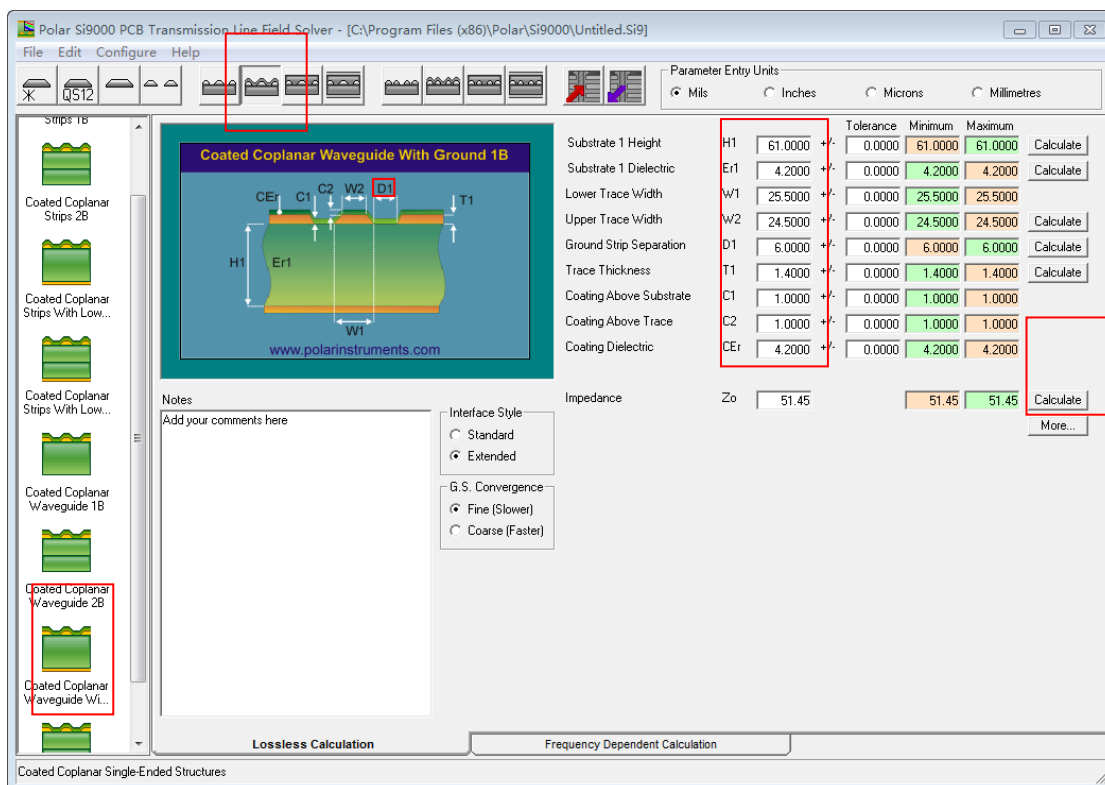 Polar Si9000 PCB Transmission Line Field Solver - [C:\Program Files (x86)\Polar\Si9000\Untitled.Si9]
File Edit Configure Help
QS12
Parameter Entry Units
Mils Inches Microns Millimetres
Strips 1B
Coated Coplanar
Strips 2B
Coated Coplanar
Strips With Low...
Coated Coplanar
Strips With Low...
Coated Coplanar
Waveguide 1B
Coated Coplanar
Waveguide 2B
Coated Coplanar
Waveguide Wi...
Coated Coplanar Waveguide With Ground 1B
CEr C1 C2 W2 D1 T1
H1 Er1
W1
www.polarinstruments.com
Tolerance Minimum Maximum
Substrate 1 Height H1 61.0000 +/- 0.0000 61.0000 61.0000 Calculate
Substrate 1 Dielectric Er1 4.2000 +/- 0.0000 4.2000 4.2000 Calculate
Lower Trace Width W1 25.5000 +/- 0.0000 25.5000 25.5000
Upper Trace Width W2 24.5000 +/- 0.0000 24.5000 24.5000 Calculate
Ground Strip Separation D1 6.0000 +/- 0.0000 6.0000 6.0000 Calculate
Trace Thickness T1 1.4000 +/- 0.0000 1.4000 1.4000 Calculate
Coating Above Substrate C1 1.0000 +/- 0.0000 1.0000 1.0000
Coating Above Trace C2 1.0000 +/- 0.0000 1.0000 1.0000
Coating Dielectric CEr 4.2000 +/- 0.0000 4.2000 4.2000
Impedance Zo 51.45 51.45 51.45 Calculate
More...
Notes
Add your comments here
Interface Style
Standard
Extended
G.S. Convergence
Fine (Slower)
Coarse (Faster)
Lossless Calculation Frequency Dependent Calculation
Coated Coplanar Single-Ended Structures